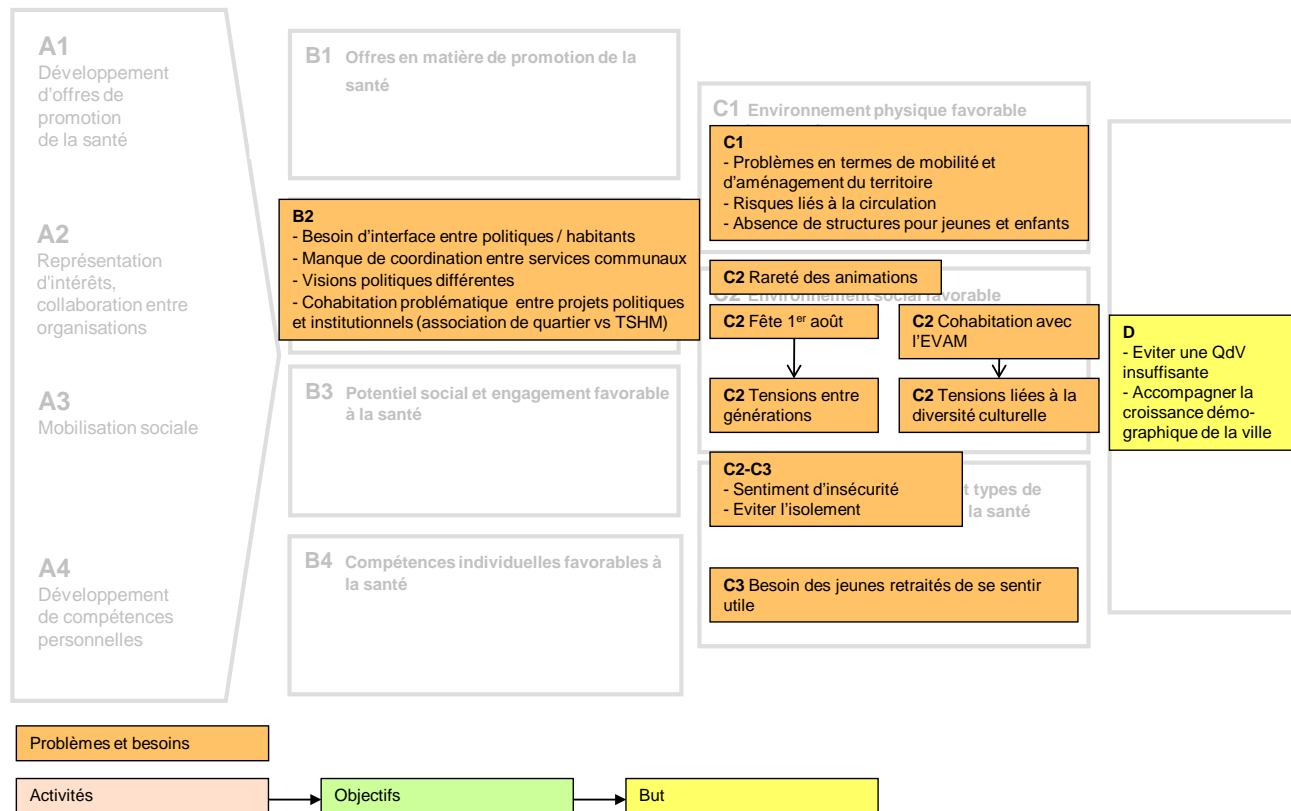 A1
Développement
d'offres de
promotion
de la santé
A2
Représentation
d'intérêts,
collaboration entre
organisations
A3
Mobilisation sociale
A4
Développement
de compétences
personnelles
B1 Offres en matière de promotion de la
santé
B2
- Besoin d'interface entre politiques / habitants
- Manque de coordination entre services communaux
- Visions politiques différentes
- Cohabitation problématique entre projets politiques
et institutionnels (association de quartier vs TSHM)
B3 Potentiel social et engagement favorable
à la santé
B4 Compétences individuelles favorables à
la santé
C1 Environnement physique favorable
C1
- Problèmes en termes de mobilité et
d'aménagement du territoire
- Risques liés à la circulation
- Absence de structures pour jeunes et enfants
C2 Rareté des animations
C2 Environnement social favorable
C2 Fête 1er août
C2 Cohabitation avec
l'EVAM
C2 Tensions entre
générations
C2 Tensions liées à la
diversité culturelle
C2-C3
- Sentiment d'insécurité
- Eviter l'isolement
t types de
la santé
C3 Besoin des jeunes retraités de se sentir
utile
D
- Eviter une QdV
insuffisante
- Accompagner la
croissance démo-
graphique de la ville
Problèmes et besoins
Activités
Objectifs
But